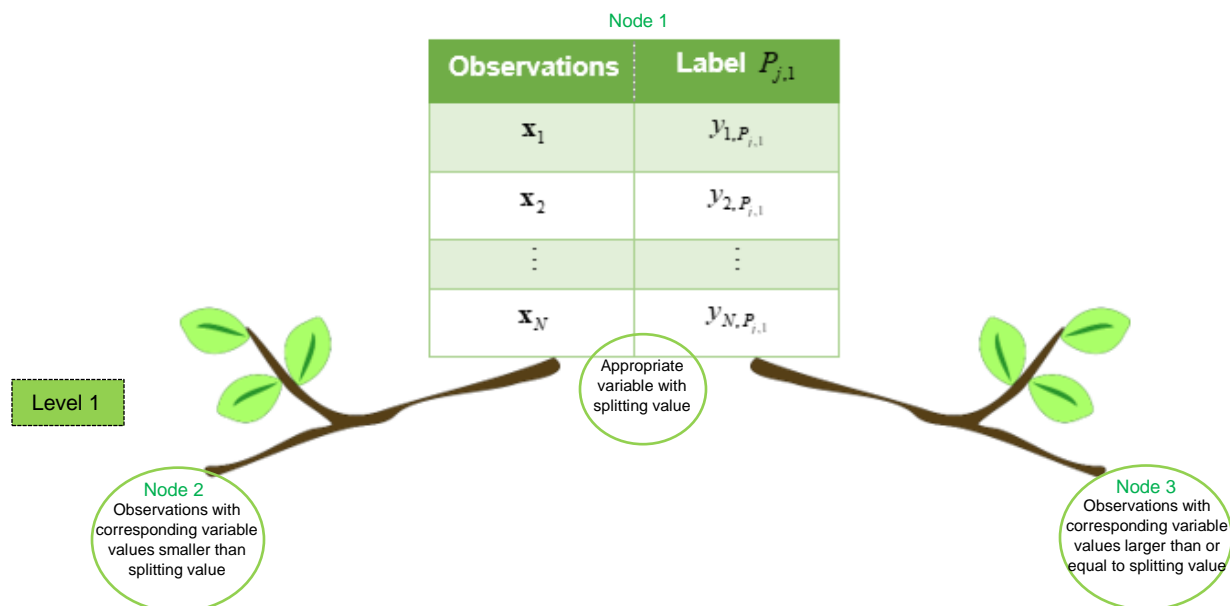 Node 1
Observations Label P_{j,1}
x_1 y_{1,P_{j,1}}
x_2 y_{2,P_{j,1}}
⋮ ⋮
x_N y_{N,P_{j,1}}
Appropriate
variable with
splitting value
Level 1
Node 2
Observations with
corresponding variable
values smaller than
splitting value
Node 3
Observations with
corresponding variable
values larger than or
equal to splitting value